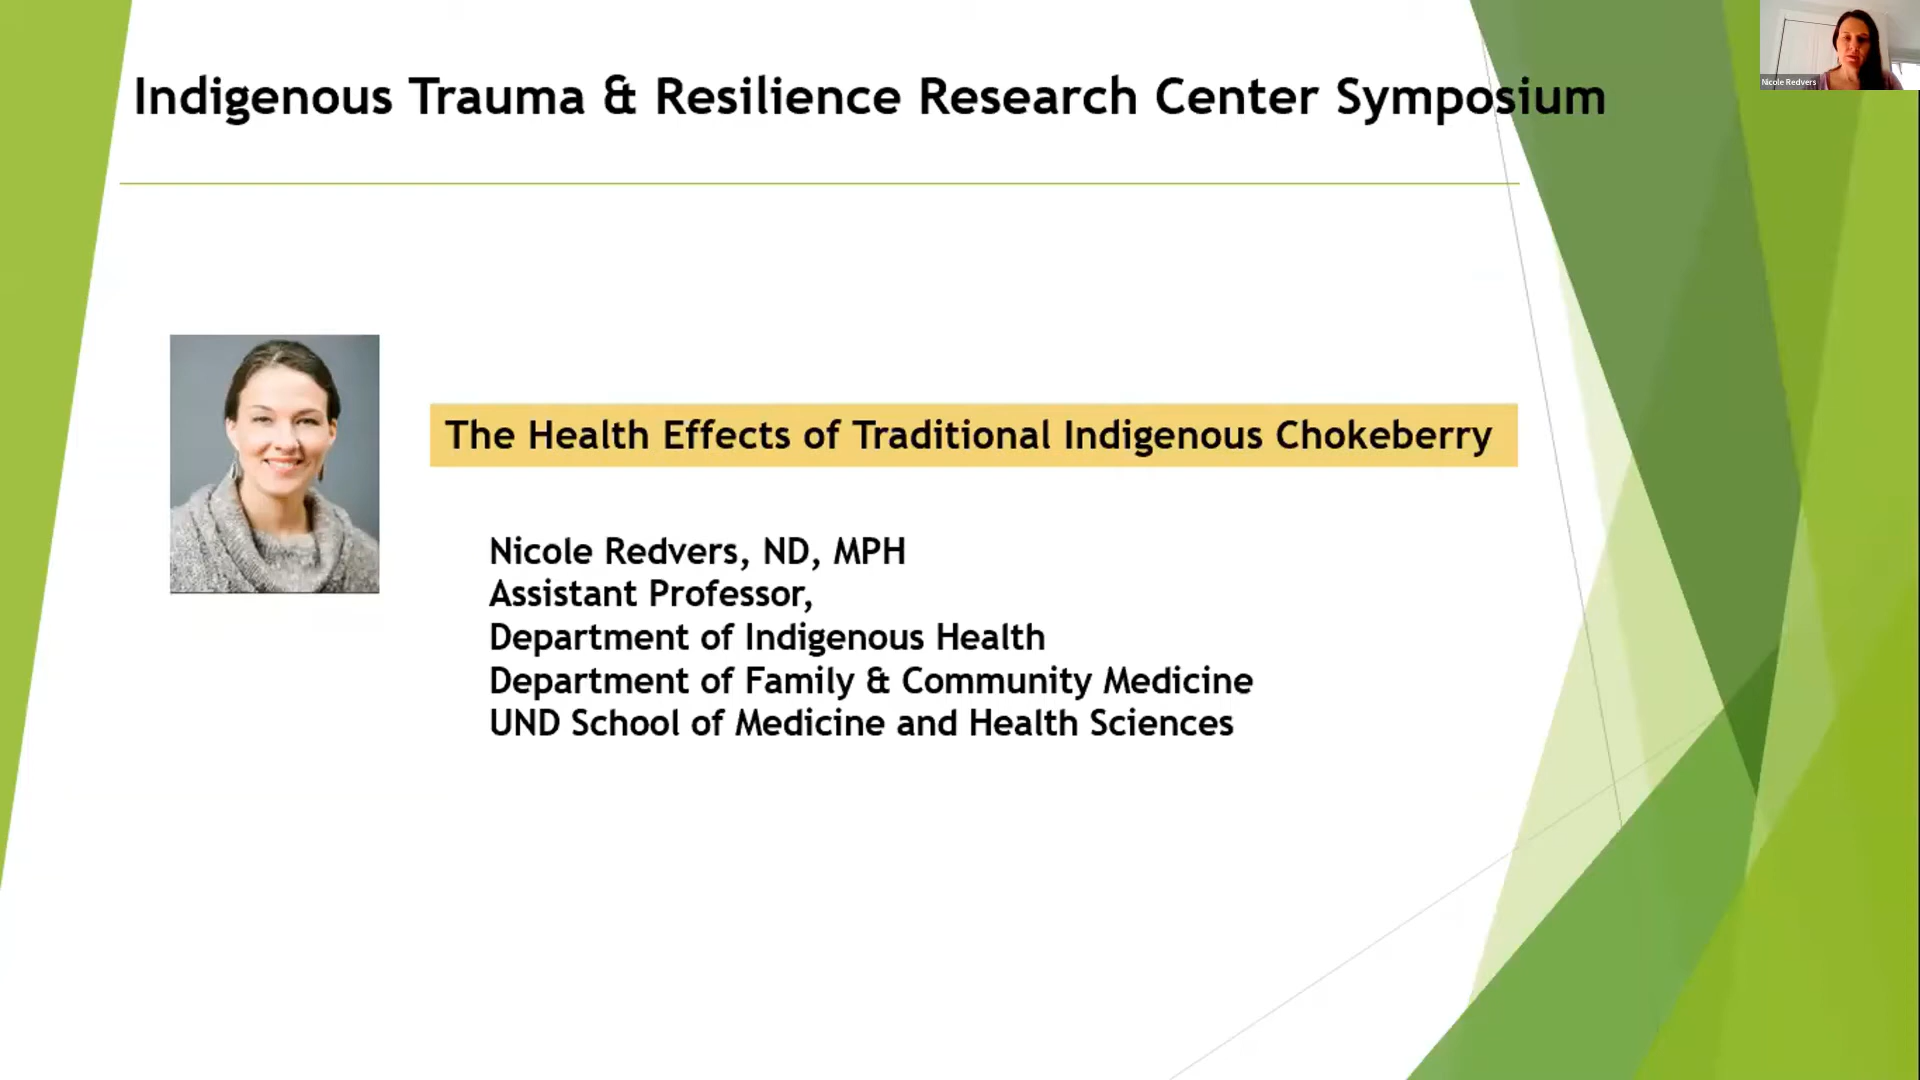 Indigenous Trauma & Resilience Research Center Symposium
Nicole Redvers
The Health Effects of Traditional Indigenous Chokeberry
Nicole Redvers, ND, MPH
Assistant Professor,
Department of Indigenous Health
Department of Family & Community Medicine
UND School of Medicine and Health Sciences